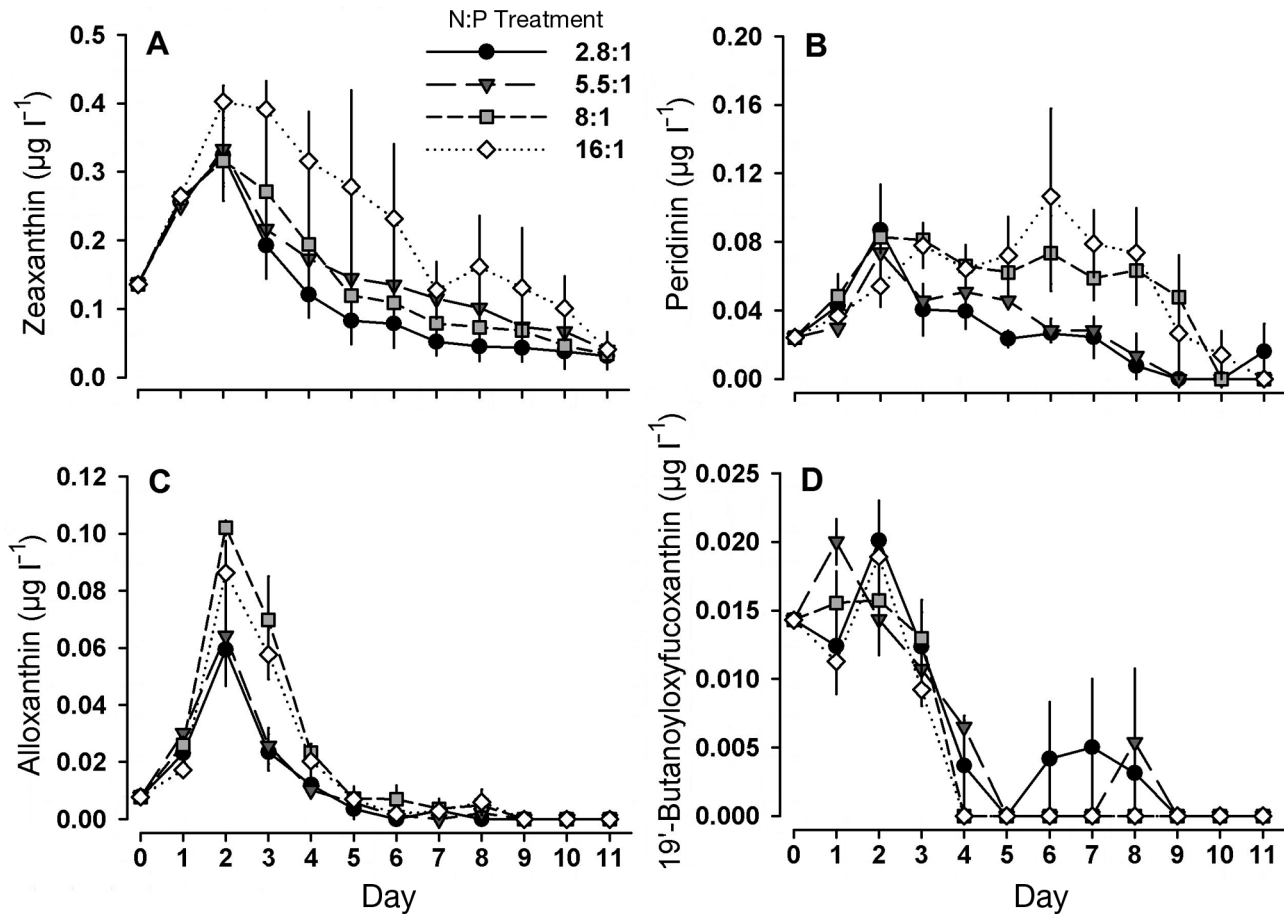 A
N:P Treatment
2.8:1
5.5:1
8:1
16:1
Zeaxanthin (µg l⁻¹)
0.5
0.4
0.3
0.2
0.1
0.0
B
Peridinin (µg l⁻¹)
0.20
0.16
0.12
0.08
0.04
0.00
C
Alloxanthin (µg l⁻¹)
0.12
0.10
0.08
0.06
0.04
0.02
0.00
0 1 2 3 4 5 6 7 8 9 10 11
Day
D
19'-Butanoyloxyfucoxanthin (µg l⁻¹)
0.025
0.020
0.015
0.010
0.005
0.000
0 1 2 3 4 5 6 7 8 9 10 11
Day